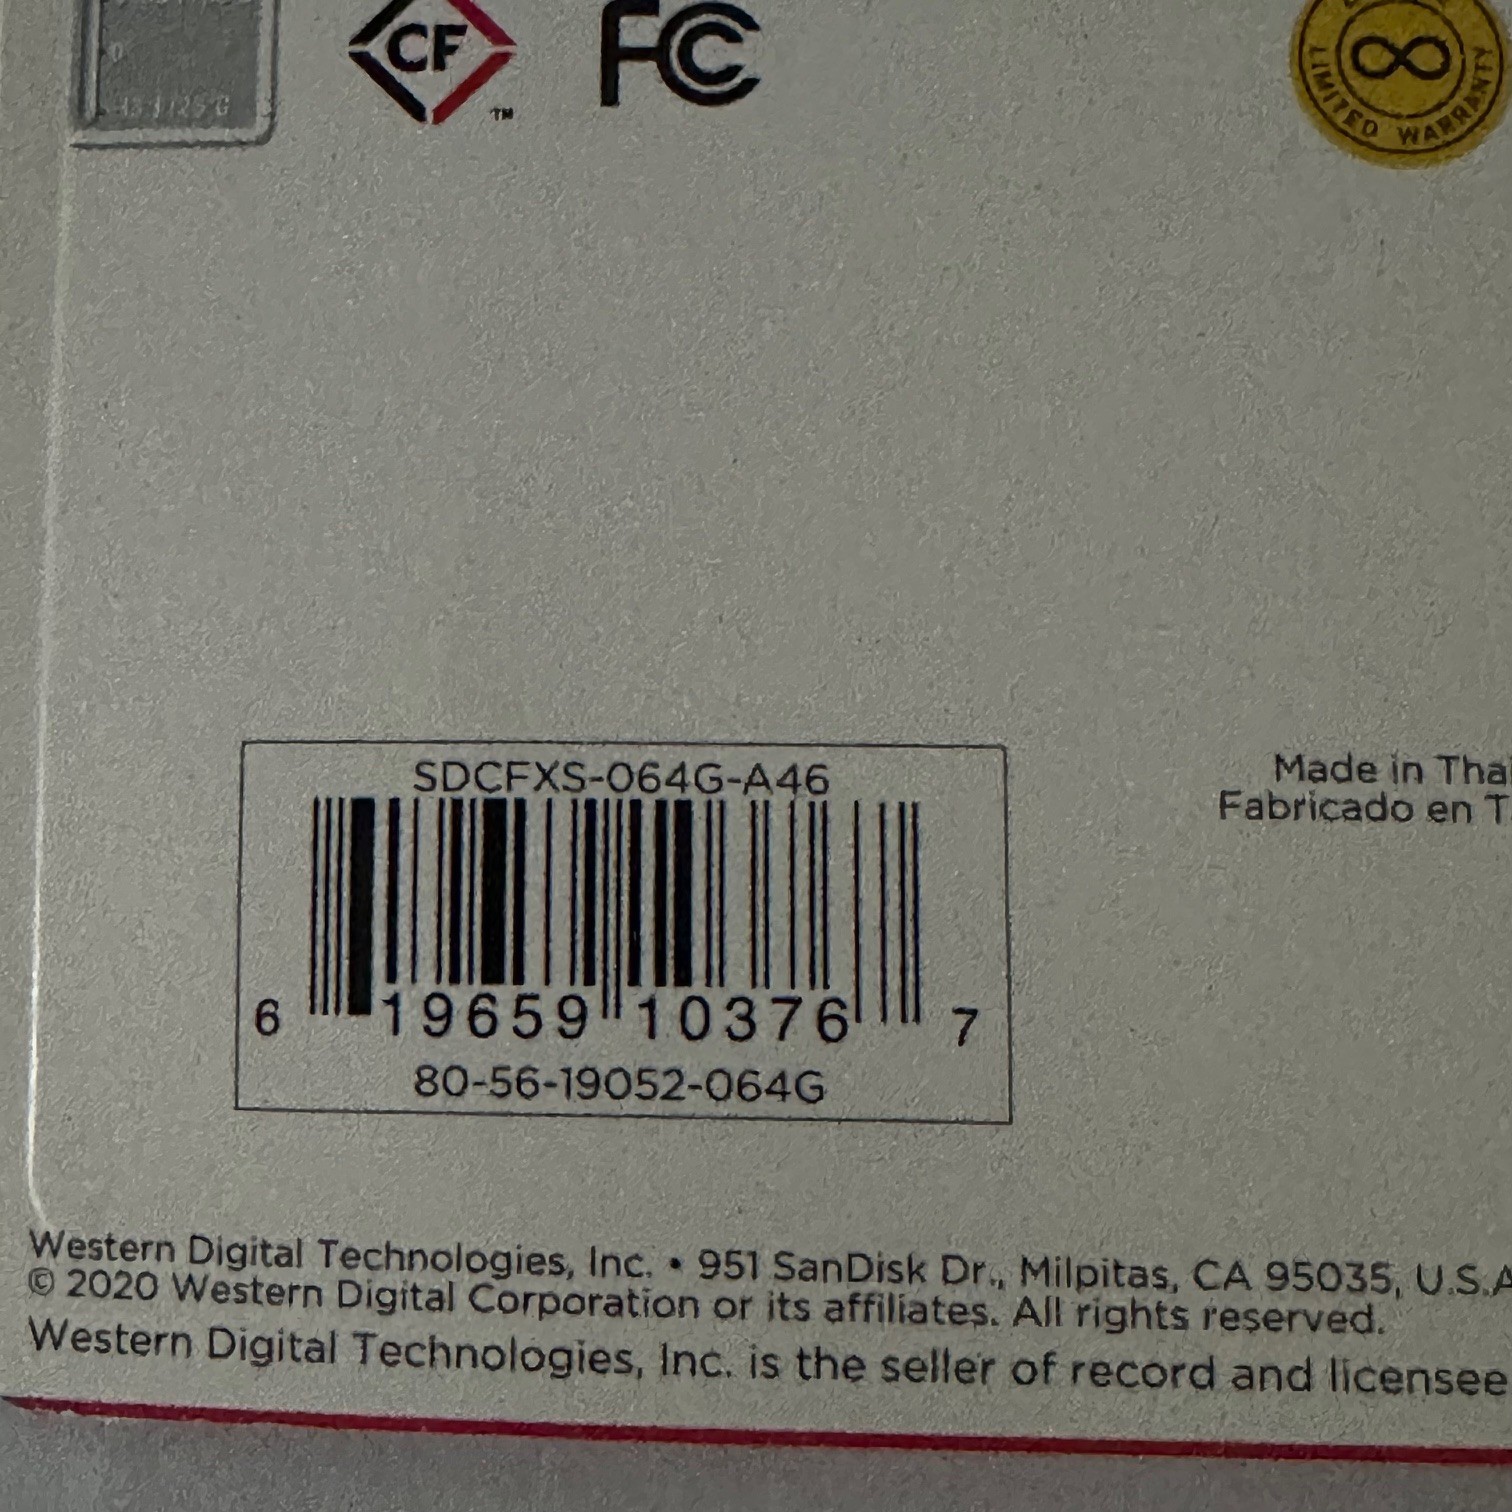 CF
TM
FC
LIMITED WARRANTY
SDCFXS-064G-A46
6 19659 10376 7
80-56-19052-064G
Made in Thai
Fabricado en T
Western Digital Technologies, Inc. • 951 SanDisk Dr., Milpitas, CA 95035, U.S.A
© 2020 Western Digital Corporation or its affiliates. All rights reserved.
Western Digital Technologies, Inc. is the seller of record and licensee